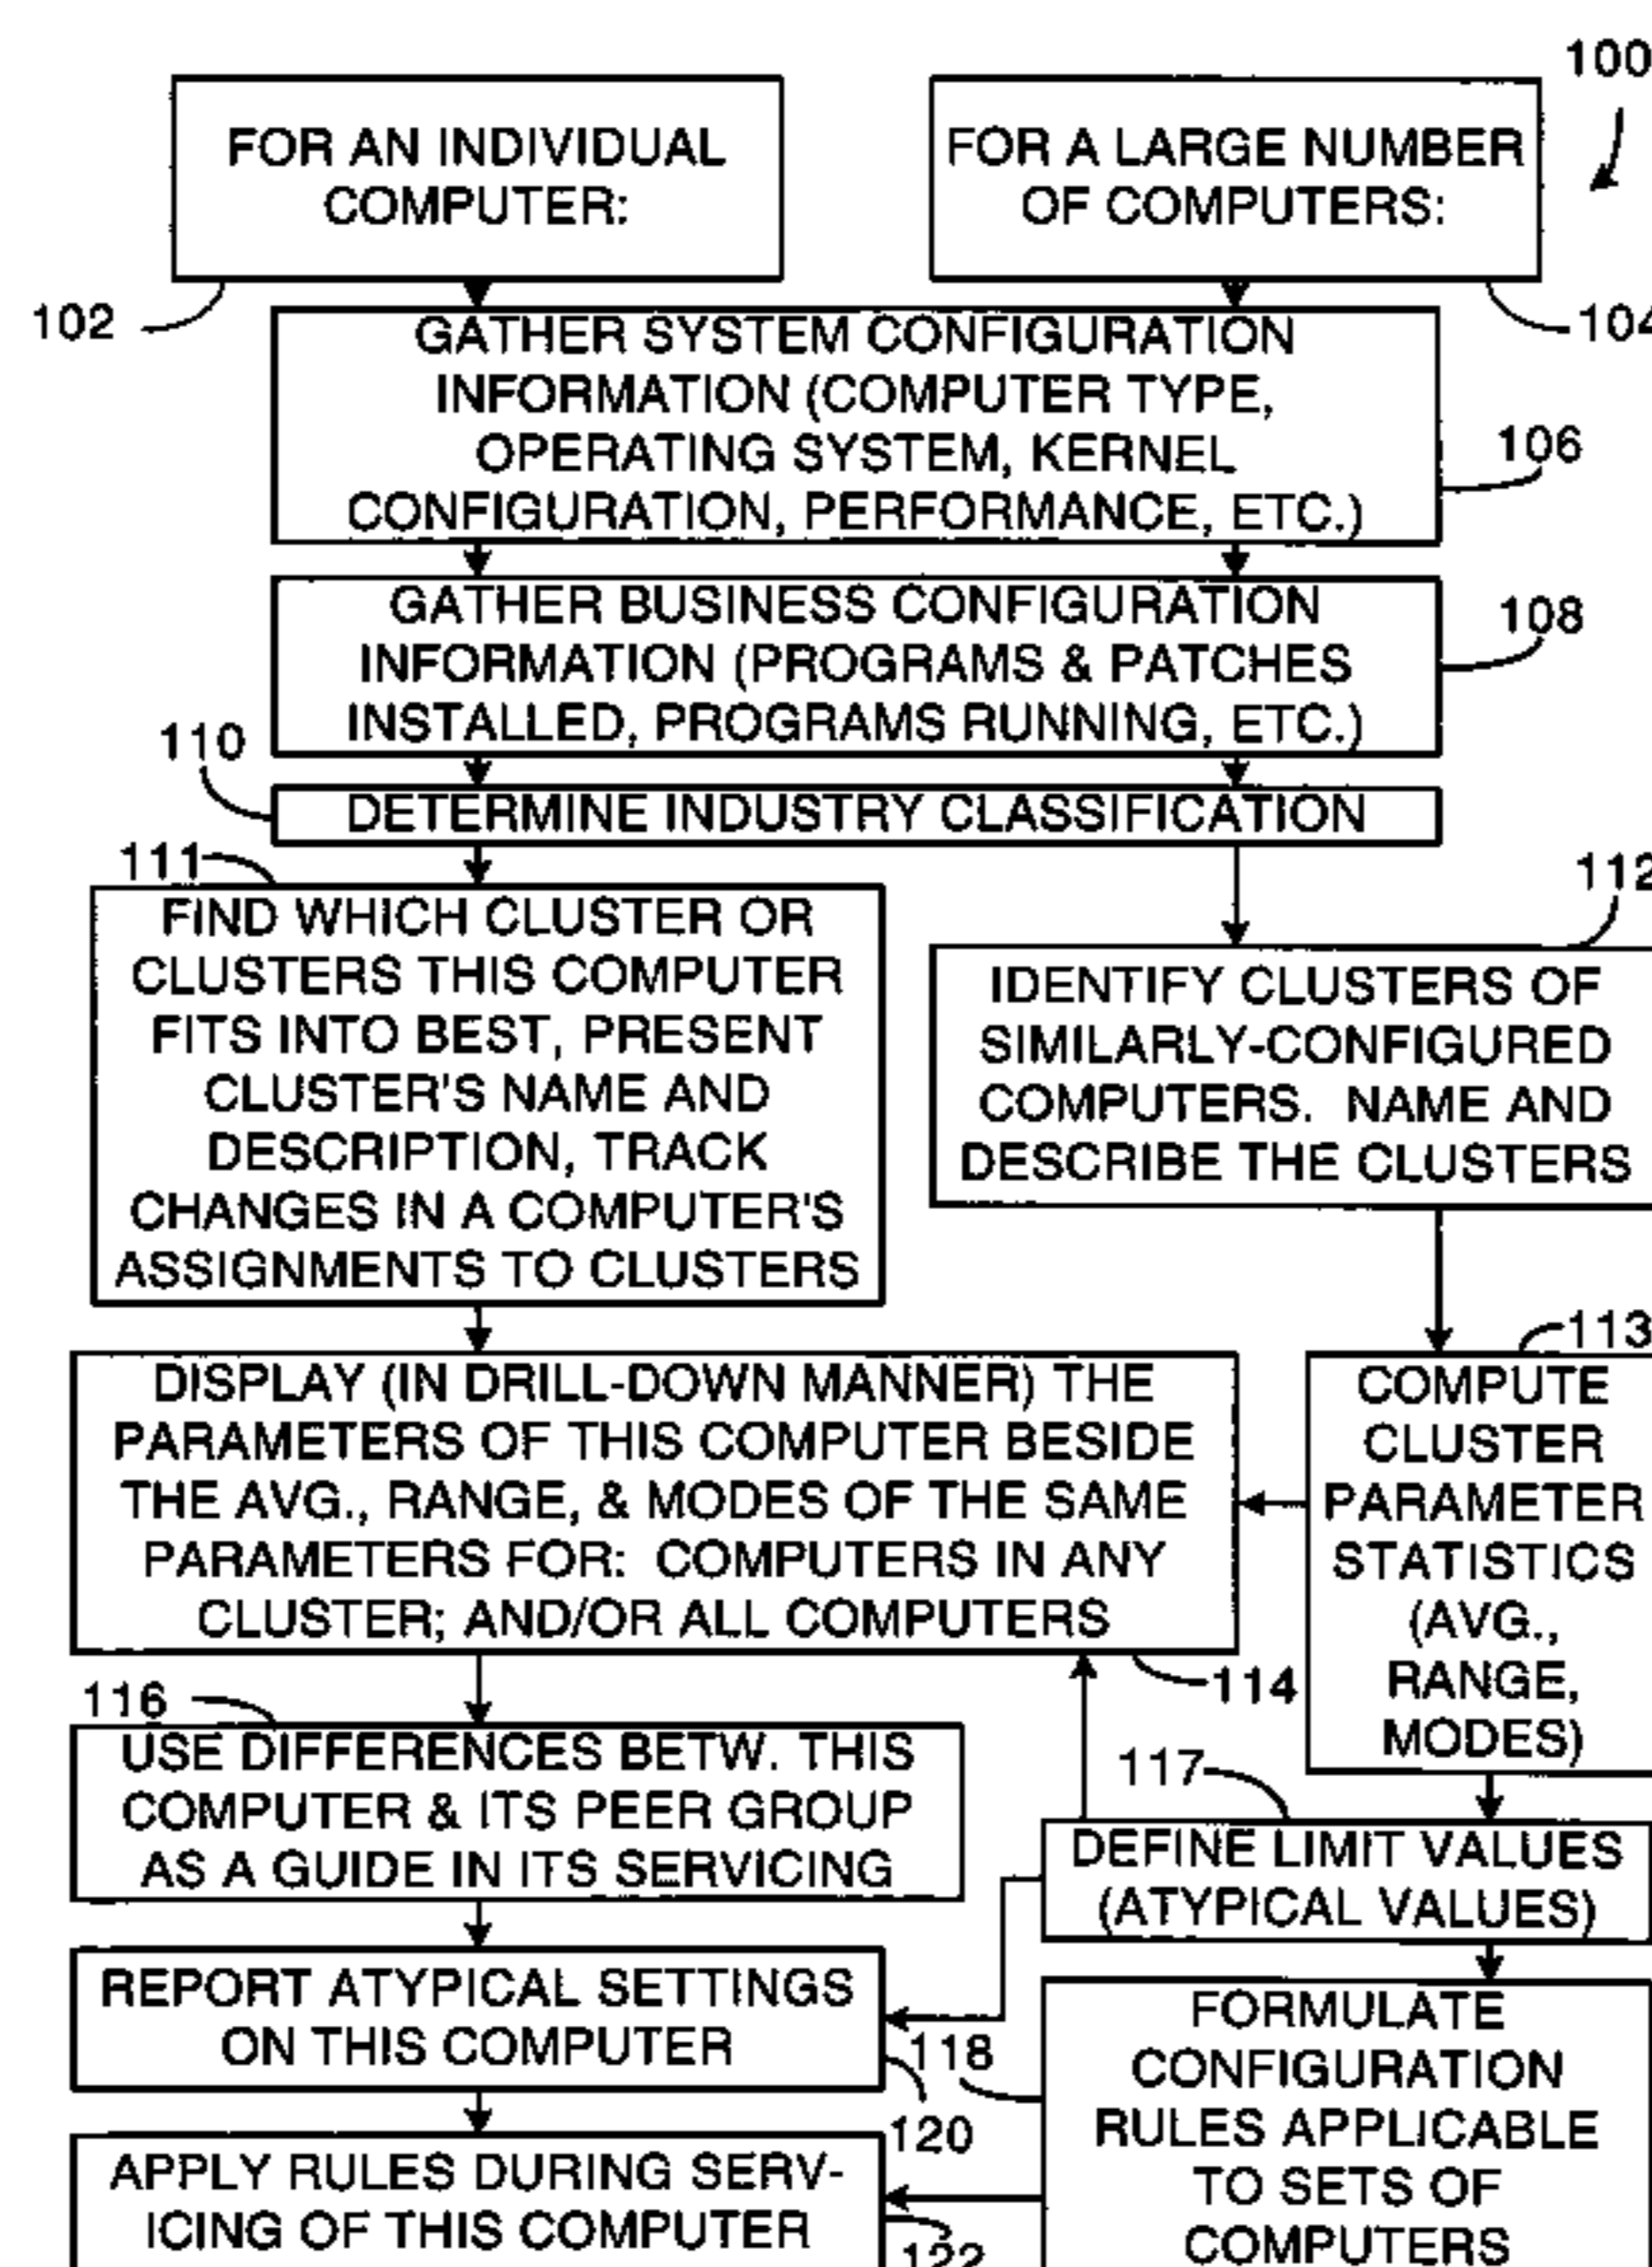 100
FOR AN INDIVIDUAL
COMPUTER:
FOR A LARGE NUMBER
OF COMPUTERS:
102
104
GATHER SYSTEM CONFIGURATION
INFORMATION (COMPUTER TYPE,
OPERATING SYSTEM, KERNEL
CONFIGURATION, PERFORMANCE, ETC.)
106
GATHER BUSINESS CONFIGURATION
INFORMATION (PROGRAMS & PATCHES
INSTALLED, PROGRAMS RUNNING, ETC.)
108
110
DETERMINE INDUSTRY CLASSIFICATION
111
FIND WHICH CLUSTER OR
CLUSTERS THIS COMPUTER
FITS INTO BEST, PRESENT
CLUSTER'S NAME AND
DESCRIPTION, TRACK
CHANGES IN A COMPUTER'S
ASSIGNMENTS TO CLUSTERS
112
IDENTIFY CLUSTERS OF
SIMILARLY-CONFIGURED
COMPUTERS. NAME AND
DESCRIBE THE CLUSTERS
113
COMPUTE
CLUSTER
PARAMETER
STATISTICS
(AVG.,
RANGE,
MODES)
DISPLAY (IN DRILL-DOWN MANNER) THE
PARAMETERS OF THIS COMPUTER BESIDE
THE AVG., RANGE, & MODES OF THE SAME
PARAMETERS FOR: COMPUTERS IN ANY
CLUSTER; AND/OR ALL COMPUTERS
114
116
USE DIFFERENCES BETW. THIS
COMPUTER & ITS PEER GROUP
AS A GUIDE IN ITS SERVICING
117
DEFINE LIMIT VALUES
(ATYPICAL VALUES)
REPORT ATYPICAL SETTINGS
ON THIS COMPUTER
120
118
FORMULATE
CONFIGURATION
RULES APPLICABLE
TO SETS OF
COMPUTERS
APPLY RULES DURING SERV-
ICING OF THIS COMPUTER
122